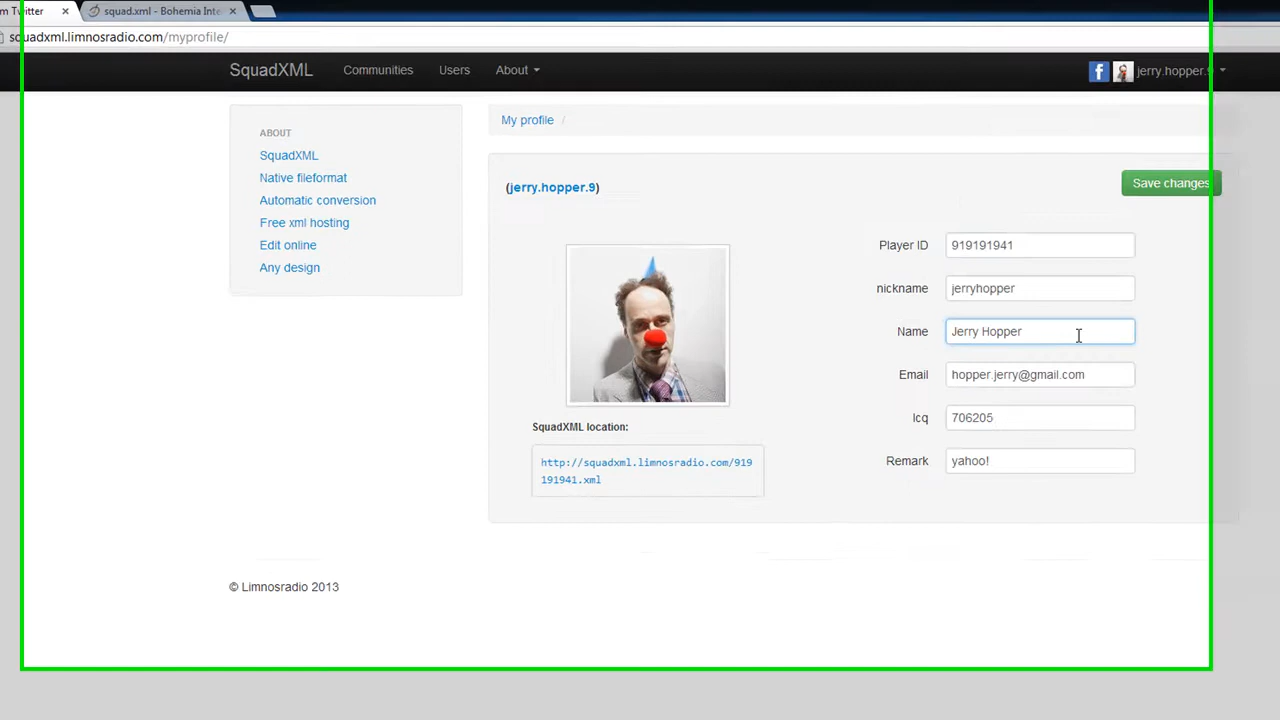 m Twitter
squad.xml - Bohemia Inte
squadxml.limnosradio.com/myprofile/
SquadXML Communities Users About jerry.hopper.9
ABOUT
SquadXML
Native fileformat
Automatic conversion
Free xml hosting
Edit online
Any design
My profile /
(jerry.hopper.9)
Save changes
Player ID 919191941
nickname jerryhopper
Name Jerry Hopper
Email hopper.jerry@gmail.com
Icq 706205
Remark yahoo!
SquadXML location:
http://squadxml.limnosradio.com/919
191941.xml
© Limnosradio 2013